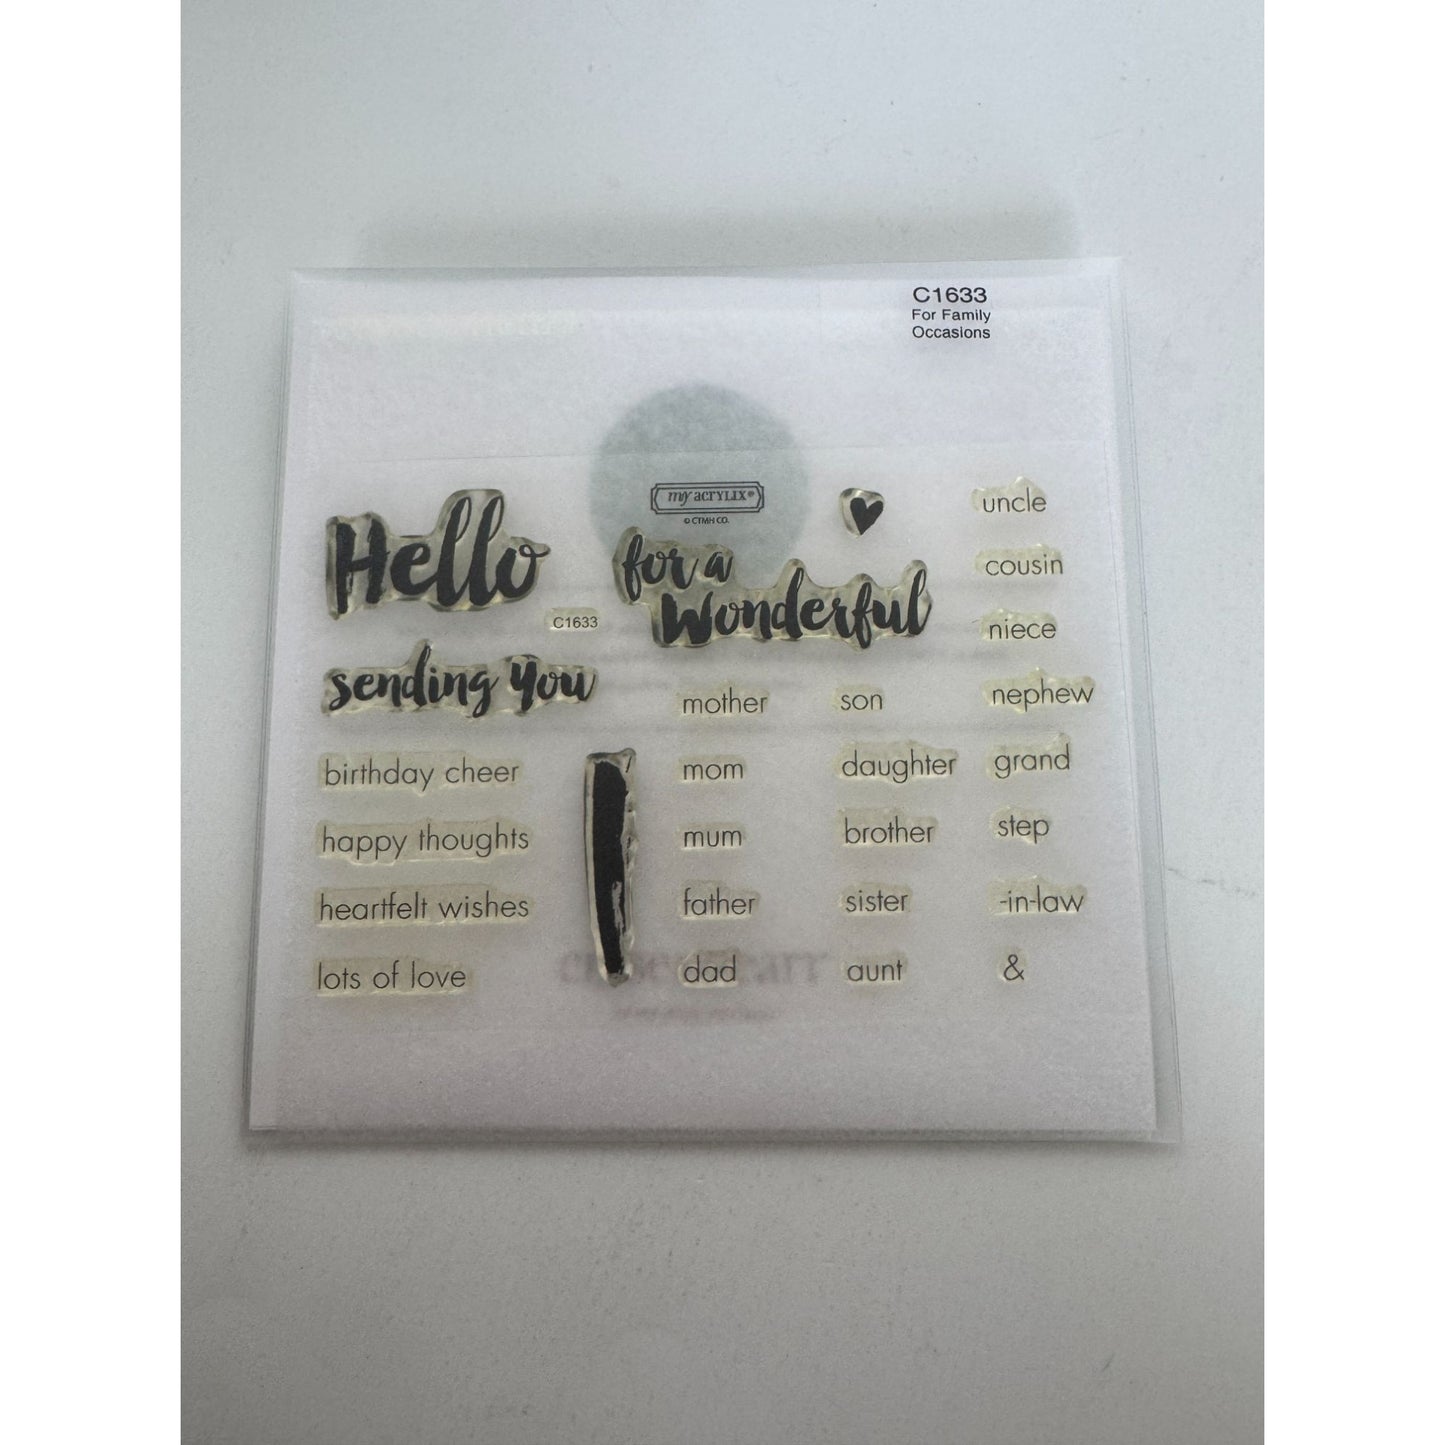 C1633
For Family
Occasions
my acrylix®
© CTMH CO.
Hello
for a
Wonderful
C1633
sending you
birthday cheer
happy thoughts
heartfelt wishes
lots of love
mother
mom
mum
father
dad
son
daughter
brother
sister
aunt
uncle
cousin
niece
nephew
grand
step
-in-law
&